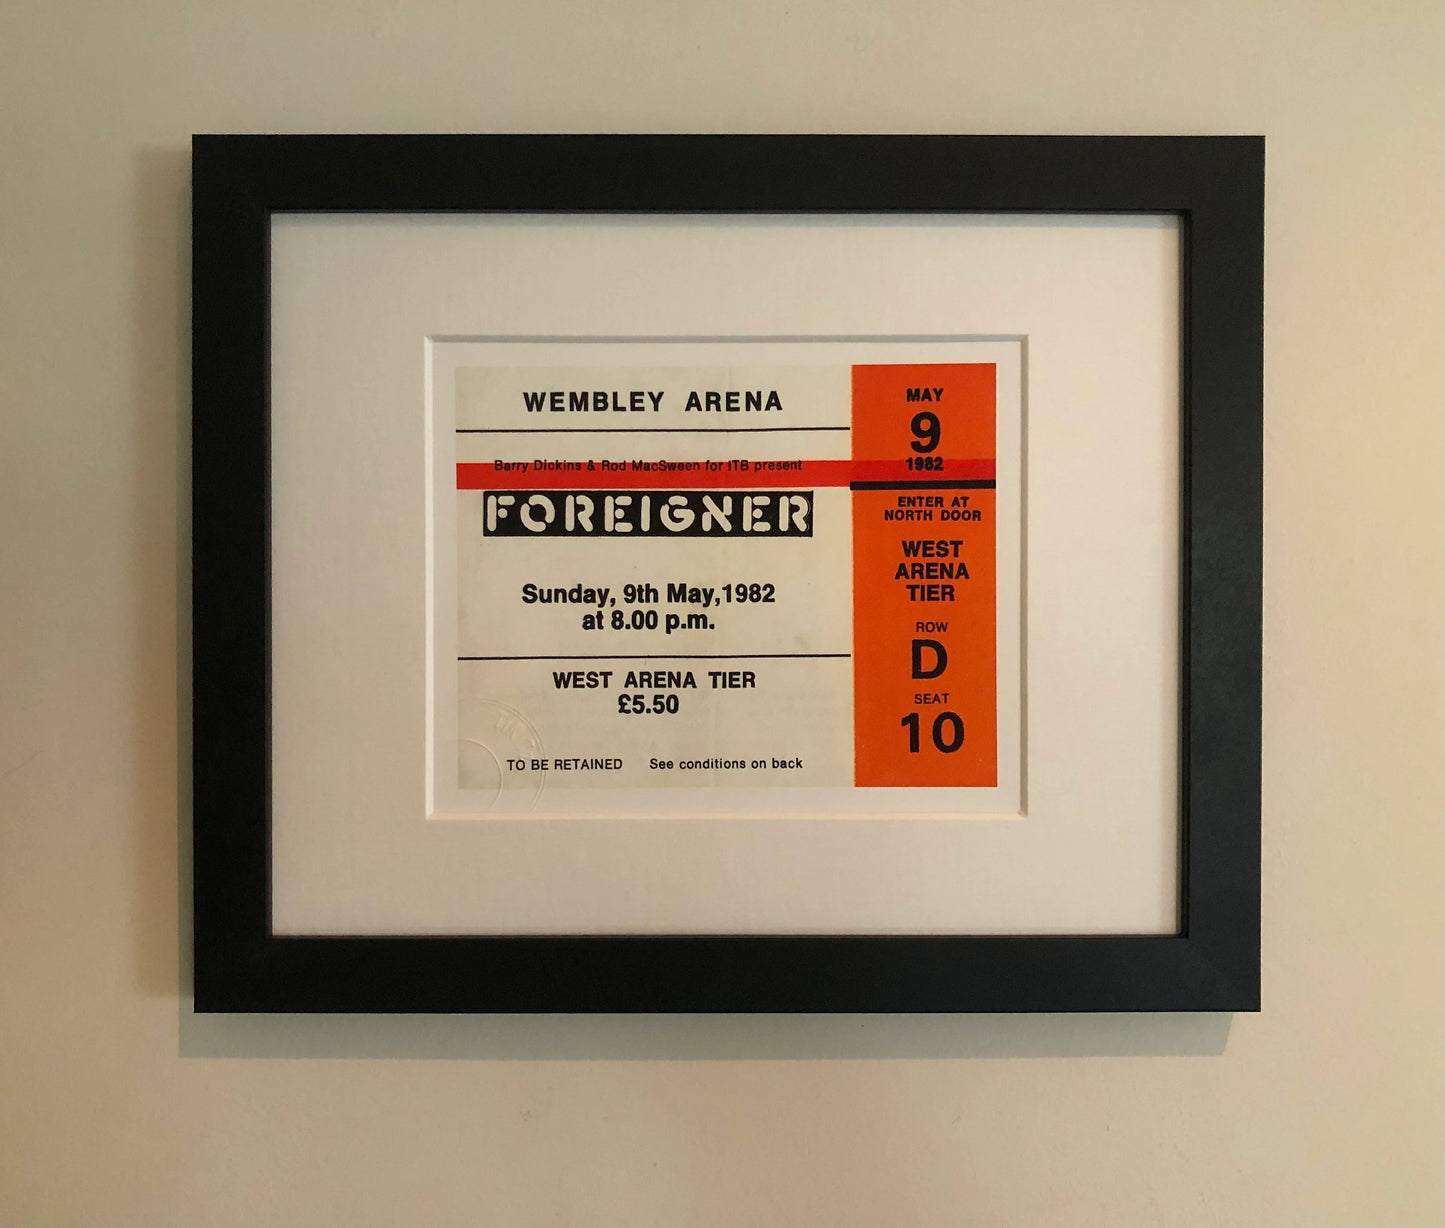 WEMBLEY ARENA
Barry Dickins & Rod MacSween for ITB present
FOREIGNER
Sunday, 9th May,1982
at 8.00 p.m.
WEST ARENA TIER
£5.50
TO BE RETAINED See conditions on back
MAY
9
1982
ENTER AT
NORTH DOOR
WEST
ARENA
TIER
ROW
D
SEAT
10